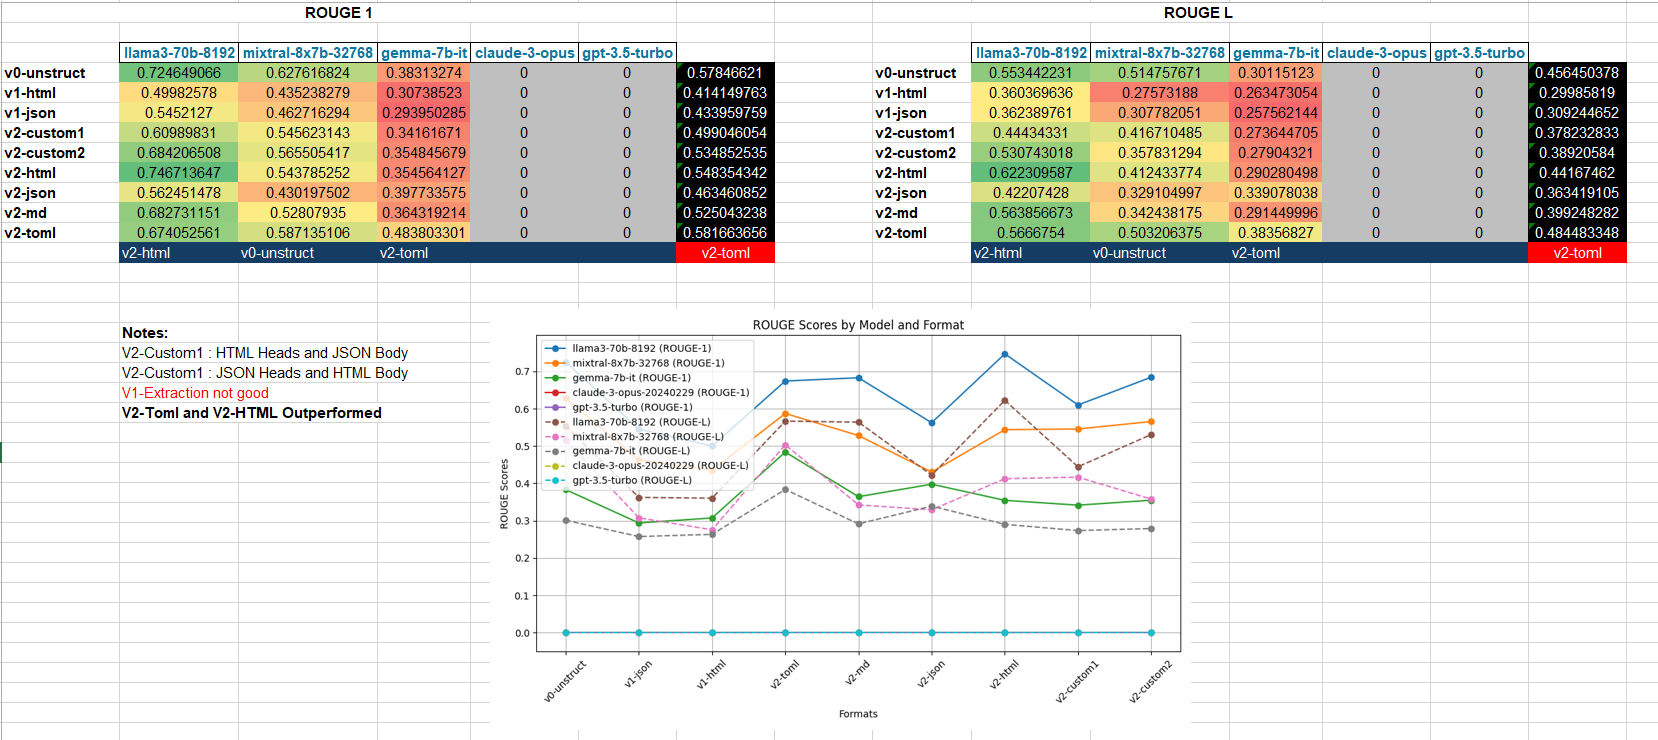 ROUGE 1 ROUGE L
llama3-70b-8192 mixtral-8x7b-32768 gemma-7b-it claude-3-opus gpt-3.5-turbo llama3-70b-8192 mixtral-8x7b-32768 gemma-7b-it claude-3-opus gpt-3.5-turbo
v0-unstruct 0.724649066 0.627616824 0.38313274 0 0 0.57846621 v0-unstruct 0.553442231 0.514757671 0.30115123 0 0 0.456450378
v1-html 0.49982578 0.435238279 0.30738523 0 0 0.414149763 v1-html 0.360369636 0.27573188 0.263473054 0 0 0.29985819
v1-json 0.5452127 0.462716294 0.293950285 0 0 0.433959759 v1-json 0.362389761 0.307782051 0.257562144 0 0 0.309244652
v2-custom1 0.60989831 0.545623143 0.34161671 0 0 0.499046054 v2-custom1 0.44434331 0.416710485 0.273644705 0 0 0.378232833
v2-custom2 0.684206508 0.565505417 0.354845679 0 0 0.534852535 v2-custom2 0.530743018 0.357831294 0.27904321 0 0 0.38920584
v2-html 0.746713647 0.543785252 0.354564127 0 0 0.548354342 v2-html 0.622309587 0.412433774 0.290280498 0 0 0.44167462
v2-json 0.562451478 0.430197502 0.397733575 0 0 0.463460852 v2-json 0.42207428 0.329104997 0.339078038 0 0 0.363419105
v2-md 0.682731151 0.52807935 0.364319214 0 0 0.525043238 v2-md 0.563856673 0.342438175 0.291449996 0 0 0.399248282
v2-toml 0.674052561 0.587135106 0.483803301 0 0 0.581663656 v2-toml 0.5666754 0.503206375 0.38356827 0 0 0.484483348
v2-html v0-unstruct v2-toml v2-toml v2-html v0-unstruct v2-toml v2-toml
Notes:
V2-Custom1 : HTML Heads and JSON Body
V2-Custom1 : JSON Heads and HTML Body
V1-Extraction not good
V2-Toml and V2-HTML Outperformed
ROUGE Scores by Model and Format
llama3-70b-8192 (ROUGE-1)
mixtral-8x7b-32768 (ROUGE-1)
gemma-7b-it (ROUGE-1)
claude-3-opus-20240229 (ROUGE-1)
gpt-3.5-turbo (ROUGE-1)
llama3-70b-8192 (ROUGE-L)
mixtral-8x7b-32768 (ROUGE-L)
gemma-7b-it (ROUGE-L)
claude-3-opus-20240229 (ROUGE-L)
gpt-3.5-turbo (ROUGE-L)
ROUGE Scores
0.7
0.6
0.5
0.4
0.3
0.2
0.1
0.0
v0-unstruct v1-json v1-html v2-toml v2-md v2-json v2-html v2-custom1 v2-custom2
Formats